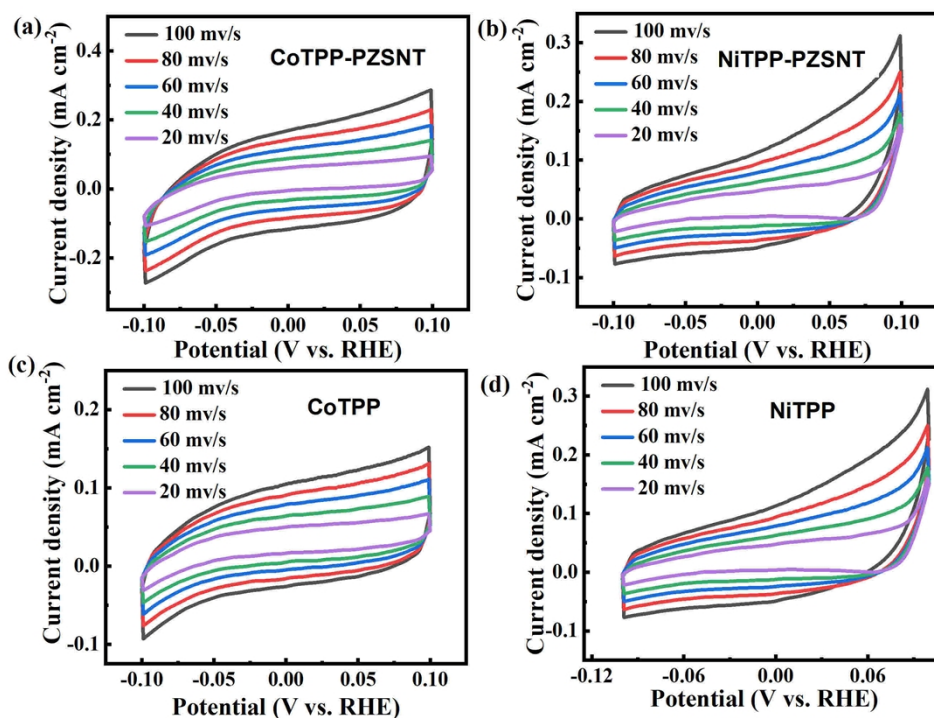 (a)
100 mv/s
80 mv/s
60 mv/s
40 mv/s
20 mv/s
CoTPP-PZSNT
Current density (mA cm-2)
0.4
0.2
0.0
-0.2
-0.10 -0.05 0.00 0.05 0.10
Potential (V vs. RHE)
(b)
100 mv/s
80 mv/s
60 mv/s
40 mv/s
20 mv/s
NiTPP-PZSNT
Current density (mA cm-2)
0.3
0.2
0.1
0.0
-0.1
-0.10 -0.05 0.00 0.05 0.10
Potential (V vs. RHE)
(c)
100 mv/s
80 mv/s
60 mv/s
40 mv/s
20 mv/s
CoTPP
Current density (mA cm-2)
0.2
0.1
0.0
-0.1
-0.10 -0.05 0.00 0.05 0.10
Potential (V vs. RHE)
(d)
100 mv/s
80 mv/s
60 mv/s
40 mv/s
20 mv/s
NiTPP
Current density (mA cm-2)
0.3
0.2
0.1
0.0
-0.1
-0.12 -0.06 0.00 0.06
Potential (V vs. RHE)